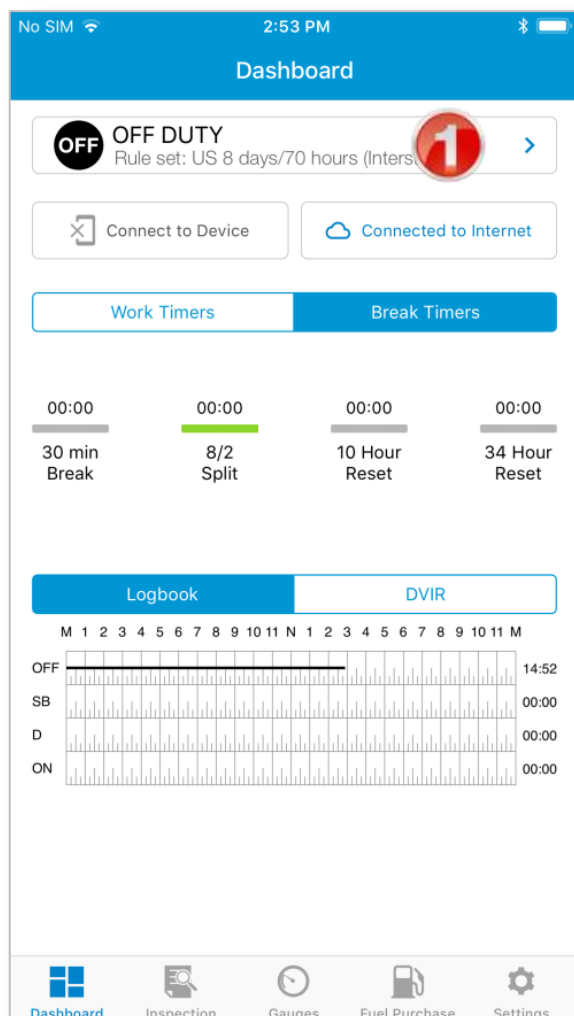 No SIM 2:53 PM
Dashboard
OFF OFF DUTY
Rule set: US 8 days/70 hours (Inters
1
Connect to Device Connected to Internet
Work Timers Break Timers
00:00 00:00 00:00 00:00
30 min 8/2 10 Hour 34 Hour
Break Split Reset Reset
Logbook DVIR
M 1 2 3 4 5 6 7 8 9 10 11 N 1 2 3 4 5 6 7 8 9 10 11 M
OFF 14:52
SB 00:00
D 00:00
ON 00:00
Dashboard Inspection Gauges Fuel Purchase Settings